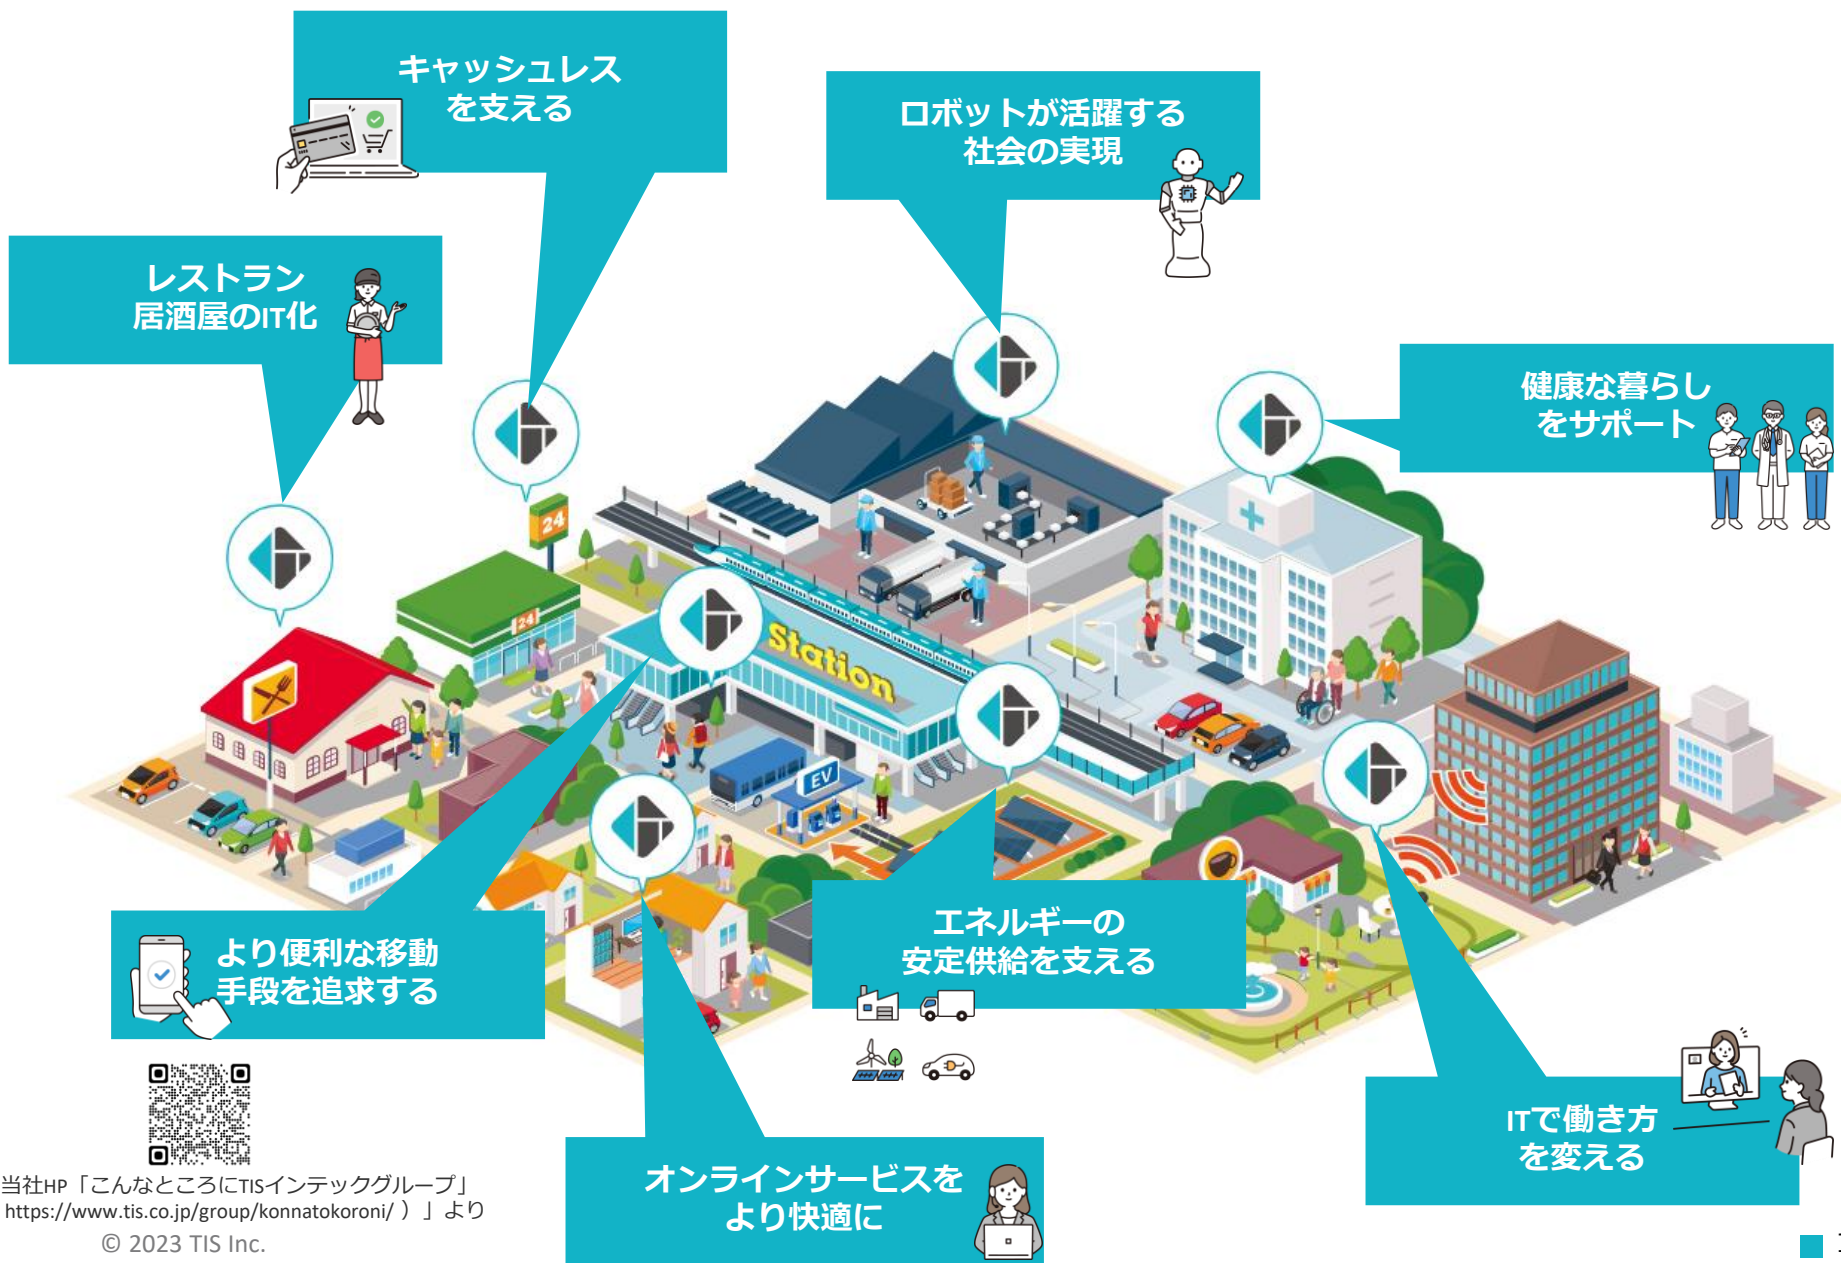 キャッシュレス
を支える
ロボットが活躍する
社会の実現
レストラン
居酒屋のIT化
健康な暮らし
をサポート
24
24
Station
EV
エネルギーの
安定供給を支える
より便利な移動
手段を追求する
ITで働き方
を変える
オンラインサービスを
より快適に
当社HP「こんなところにTISインテックグループ」
https://www.tis.co.jp/group/konnatokoroni/ ）」より
© 2023 TIS Inc.